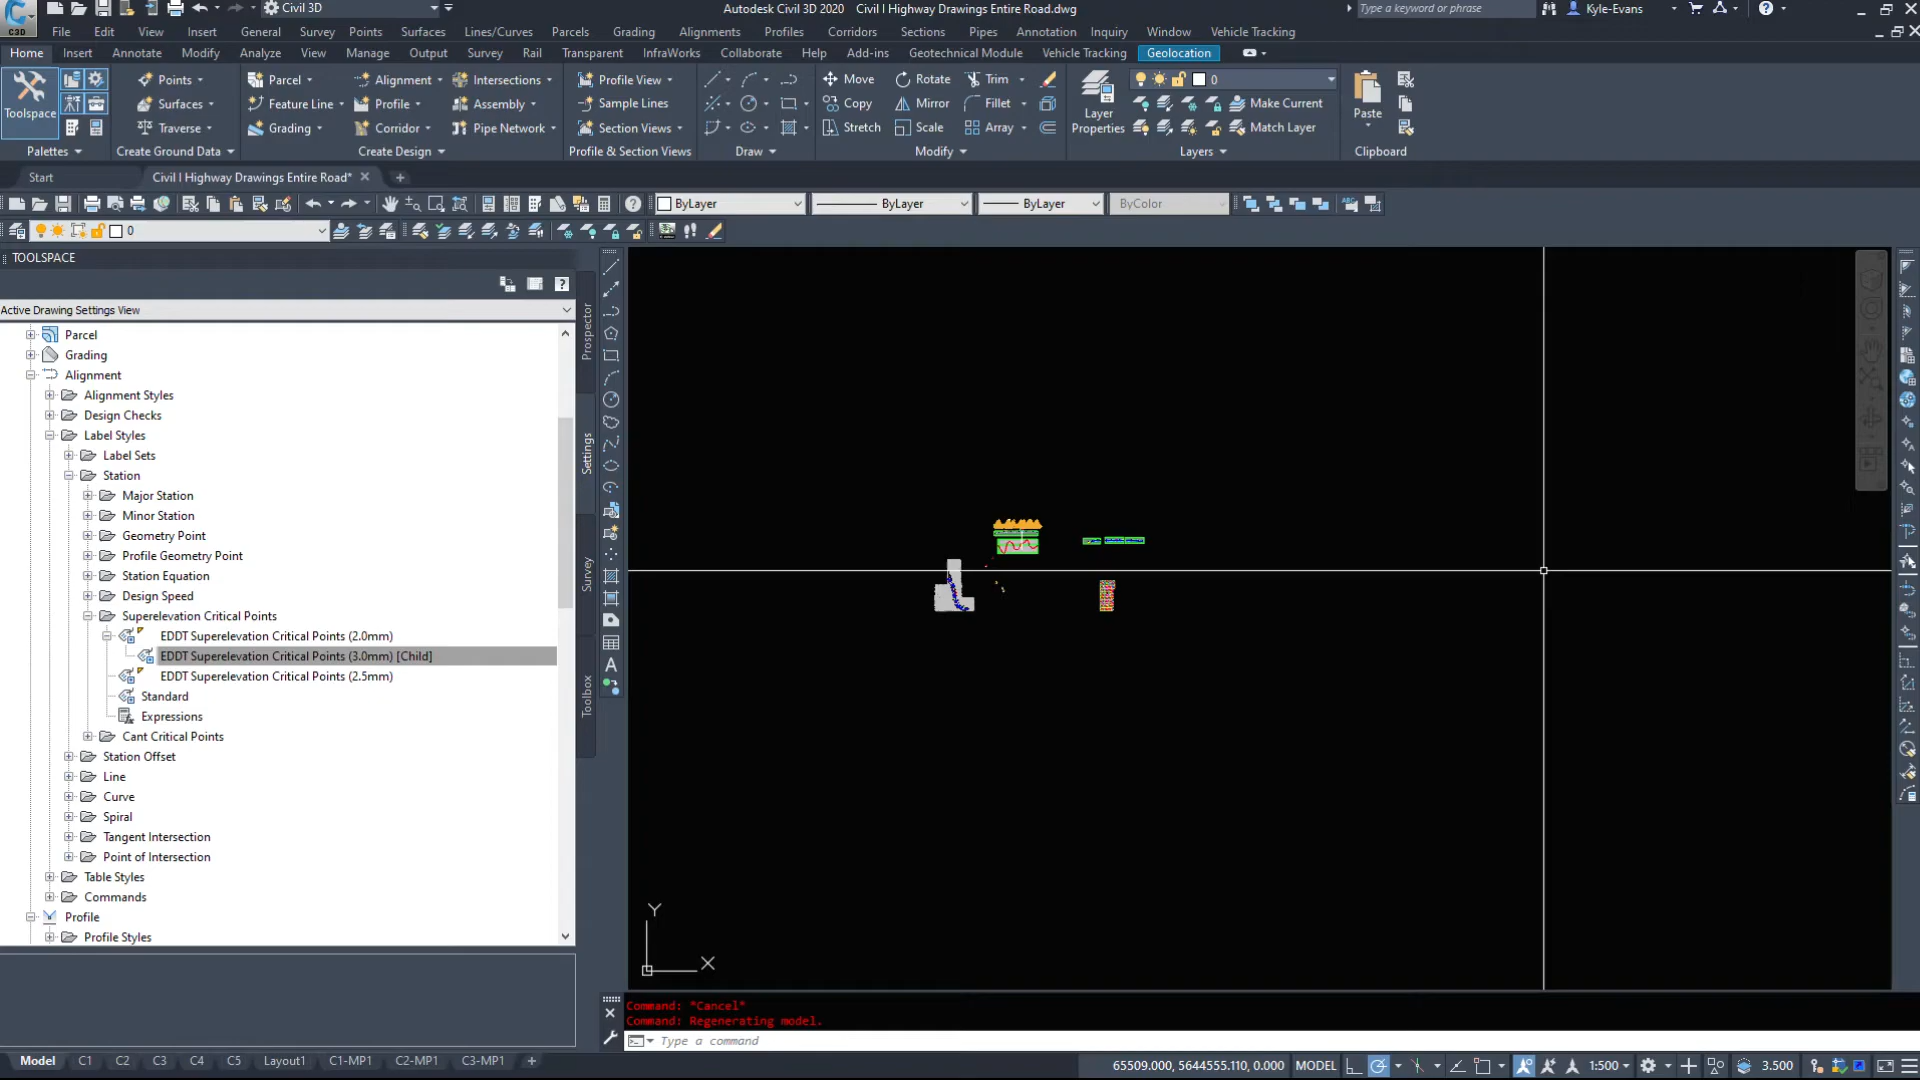 Civil 3D
Autodesk Civil 3D 2020 Civil I Highway Drawings Entire Road.dwg
Type a keyword or phrase
Kyle-Evans
C3D
File Edit View Insert General Survey Points Surfaces Lines/Curves Parcels Grading Alignments Profiles Corridors Sections Pipes Annotation Inquiry Window Vehicle Tracking
Home Insert Annotate Modify Analyze View Manage Output Survey Rail Transparent InfraWorks Collaborate Help Add-ins Geotechnical Module Vehicle Tracking Geolocation
Points Parcel Alignment Intersections Profile View Move Rotate Trim 0
Toolspace Surfaces Feature Line Profile Assembly Sample Lines Copy Mirror Fillet Layer Properties Make Current Paste
Traverse Grading Corridor Pipe Network Section Views Stretch Scale Array Match Layer
Palettes Create Ground Data Create Design Profile & Section Views Draw Modify Layers Clipboard
Start Civil I Highway Drawings Entire Road*
ByLayer ByLayer ByLayer ByColor
0
TOOLSPACE
Active Drawing Settings View
Prospector
Settings
Survey
Toolbox
Parcel
Grading
Alignment
Alignment Styles
Design Checks
Label Styles
Label Sets
Station
Major Station
Minor Station
Geometry Point
Profile Geometry Point
Station Equation
Design Speed
Superelevation Critical Points
EDDT Superelevation Critical Points (2.0mm)
EDDT Superelevation Critical Points (3.0mm) [Child]
EDDT Superelevation Critical Points (2.5mm)
Standard
Expressions
Cant Critical Points
Station Offset
Line
Curve
Spiral
Tangent Intersection
Point of Intersection
Table Styles
Commands
Profile
Profile Styles
Y
X
Command: *Cancel*
Command: Regenerating model.
Type a command
Model C1 C2 C3 C4 C5 Layout1 C1-MP1 C2-MP1 C3-MP1
65509.000, 5644555.110, 0.000 MODEL 1:500 3.500